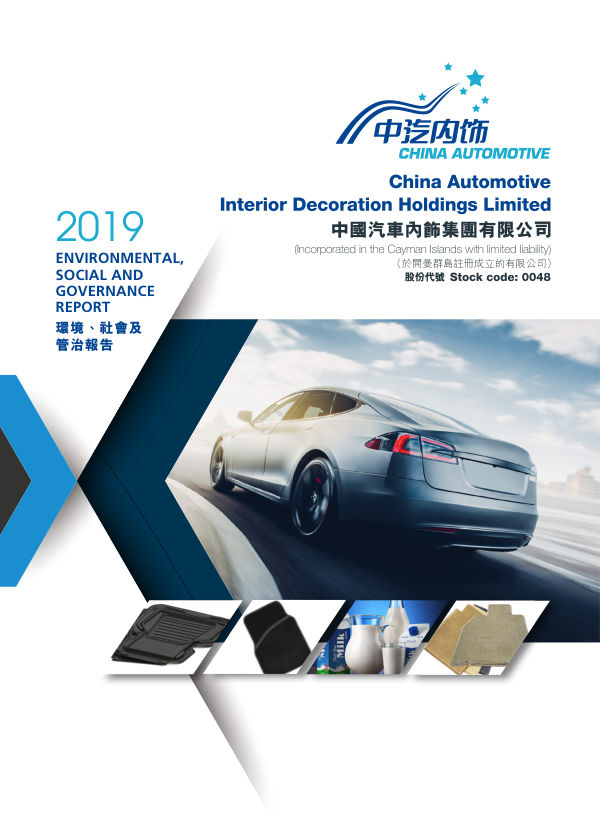 中汽内饰
CHINA AUTOMOTIVE
China Automotive
Interior Decoration Holdings Limited
中國汽車內飾集團有限公司
(Incorporated in the Cayman Islands with limited liability)
（於開曼群島註冊成立的有限公司）
股份代號 Stock code: 0048
2019
ENVIRONMENTAL,
SOCIAL AND
GOVERNANCE
REPORT
環境、社會及
管治報告
Milk